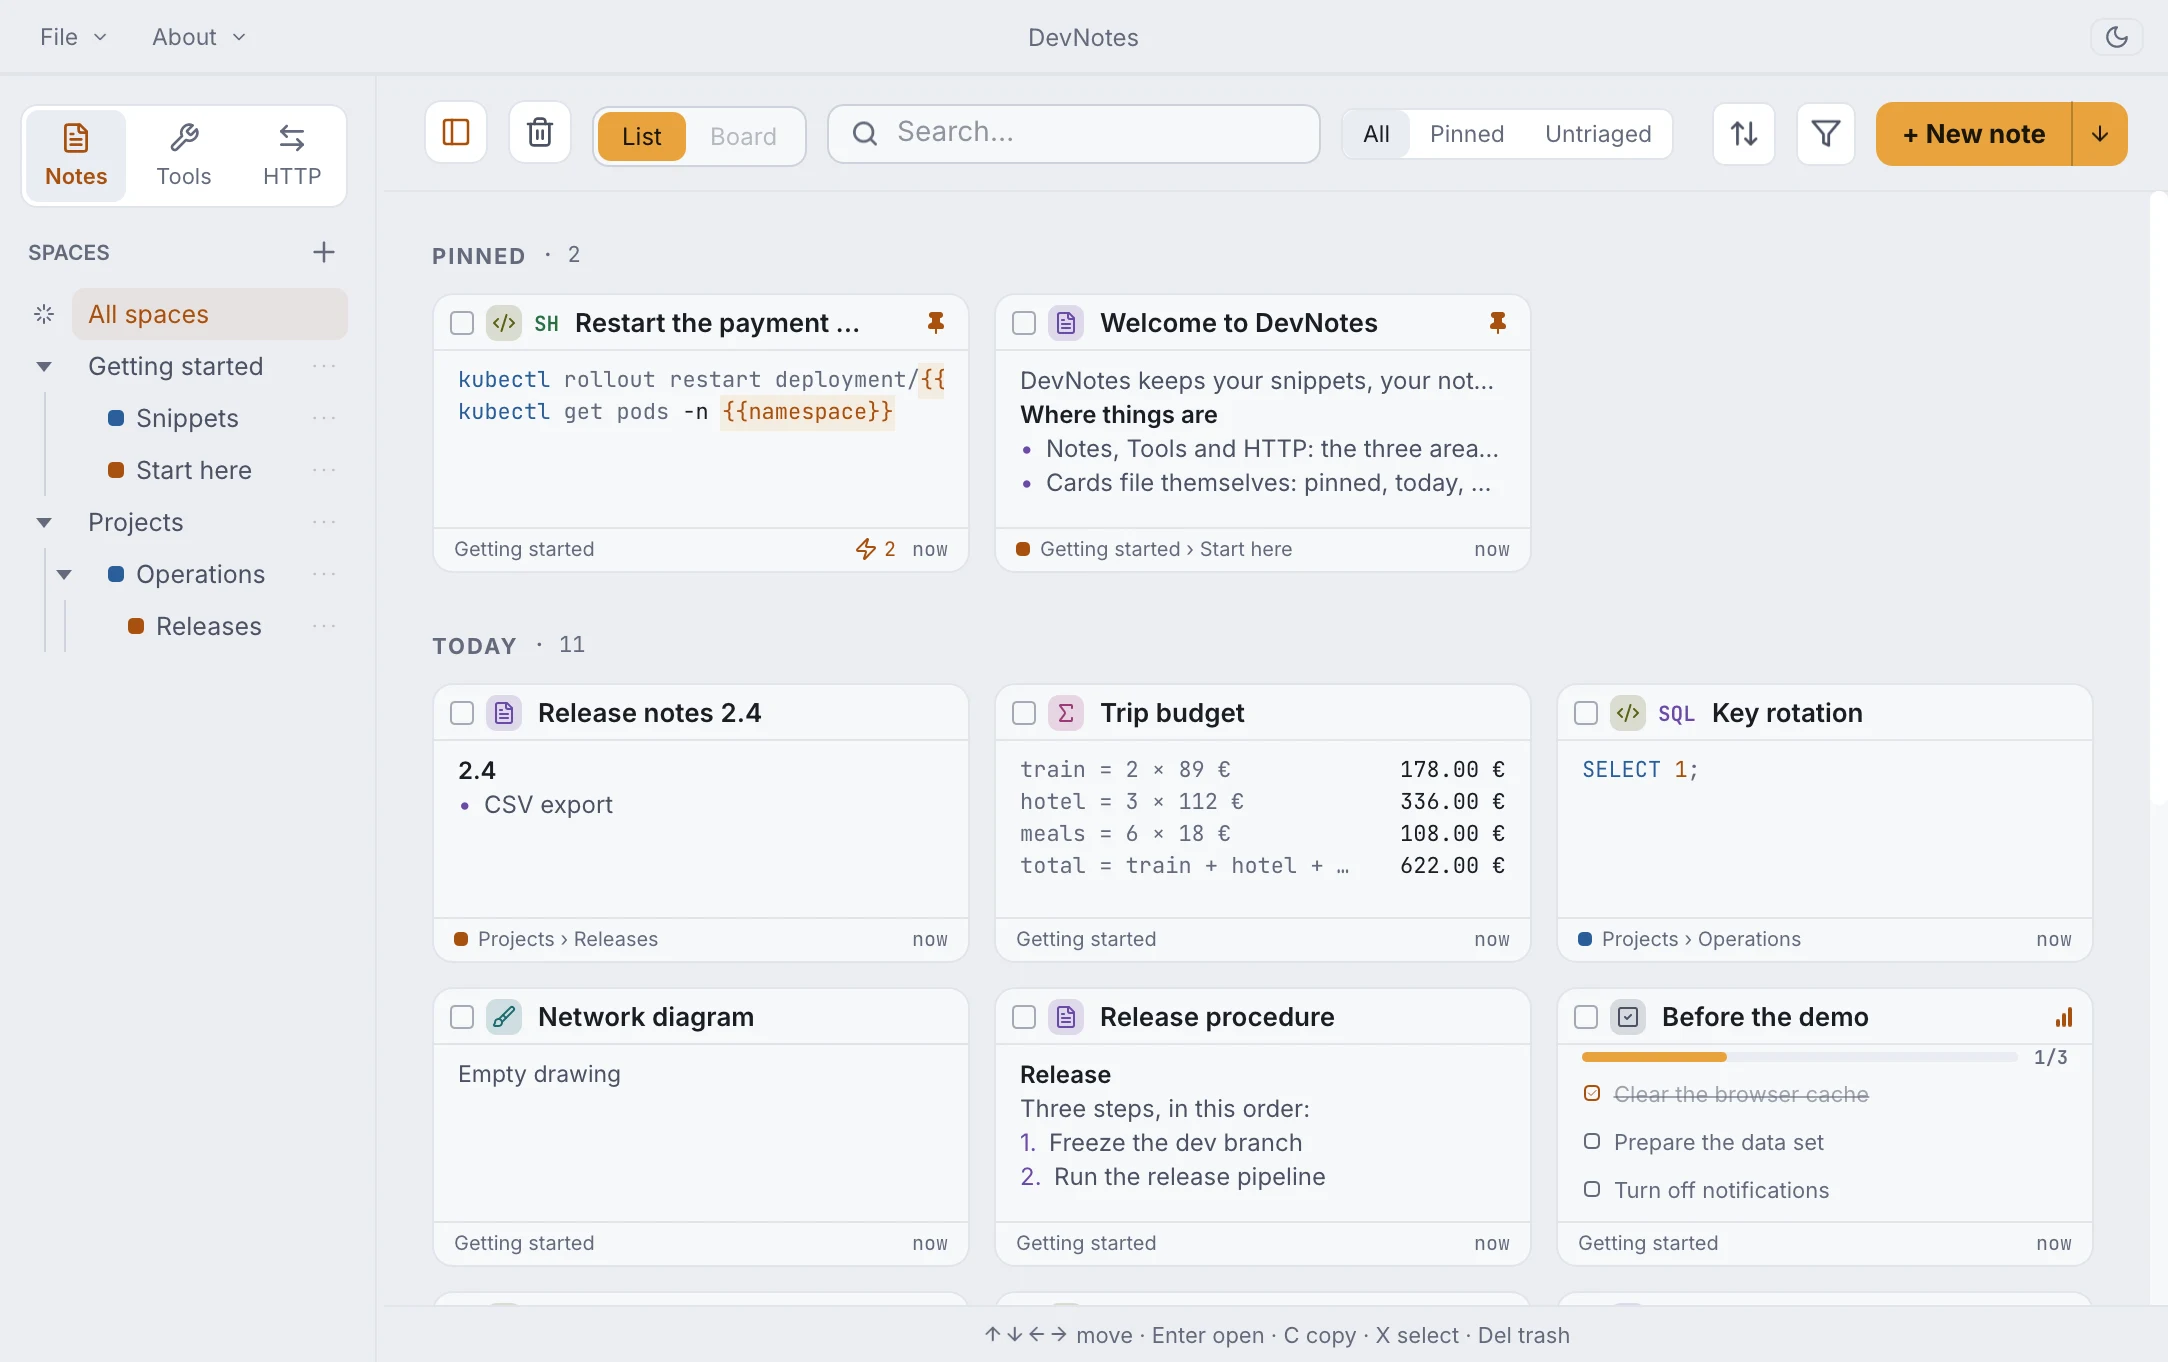 File
About
DevNotes
Notes
Tools
HTTP
List
Board
Search...
All
Pinned
Untriaged
+ New note
SPACES
All spaces
Getting started
Snippets
Start here
Projects
Operations
Releases
PINNED · 2
SH Restart the payment ...
kubectl rollout restart deployment/{{
kubectl get pods -n {{namespace}}
Getting started
2 now
Welcome to DevNotes
DevNotes keeps your snippets, your not...
Where things are
• Notes, Tools and HTTP: the three area...
• Cards file themselves: pinned, today, ...
Getting started › Start here
now
TODAY · 11
Release notes 2.4
2.4
• CSV export
Projects › Releases
now
Trip budget
train = 2 × 89 € 178.00 €
hotel = 3 × 112 € 336.00 €
meals = 6 × 18 € 108.00 €
total = train + hotel + … 622.00 €
Getting started
now
SQL Key rotation
SELECT 1;
Projects › Operations
now
Network diagram
Empty drawing
Getting started
now
Release procedure
Release
Three steps, in this order:
1. Freeze the dev branch
2. Run the release pipeline
Getting started
now
Before the demo
1/3
Clear the browser cache
Prepare the data set
Turn off notifications
Getting started
now
↑↓←→ move · Enter open · C copy · X select · Del trash